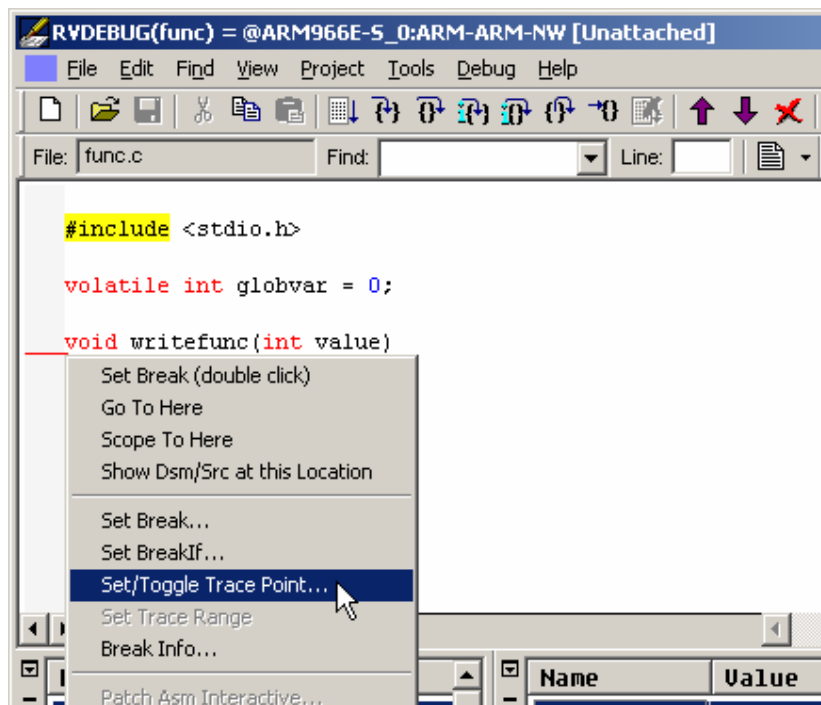 RVDEBUG(func) = @ARM966E-S_0:ARM-ARM-NW [Unattached]
File Edit Find View Project Tools Debug Help
File: func.c Find: Line:
#include <stdio.h>
volatile int globvar = 0;
void writefunc(int value)
Set Break (double click)
Go To Here
Scope To Here
Show Dsm/Src at this Location
Set Break...
Set BreakIf...
Set/Toggle Trace Point...
Set Trace Range
Break Info...
Name Value
Patch Asm Interactive...